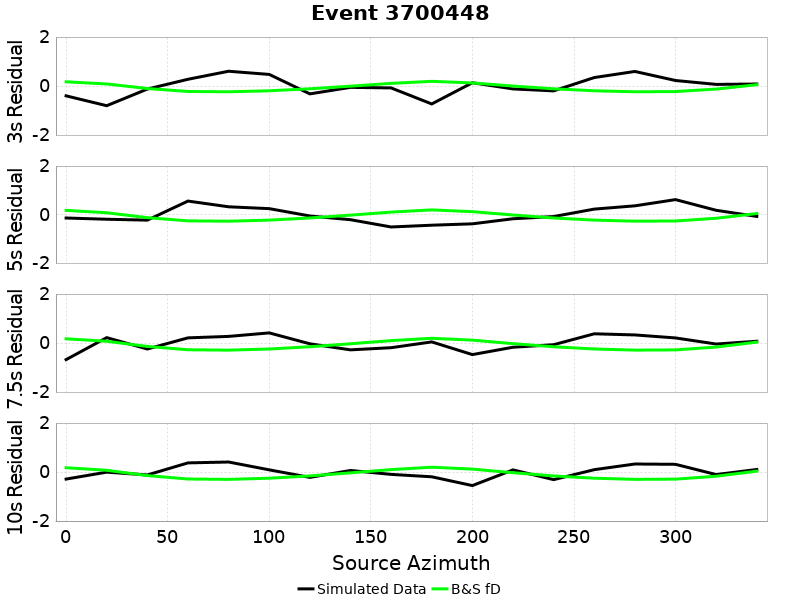 Event 3700448
3s Residual
2
0
-2
5s Residual
2
0
-2
7.5s Residual
2
0
-2
10s Residual
2
0
-2
0 50 100 150 200 250 300
Source Azimuth
Simulated Data B&S fD